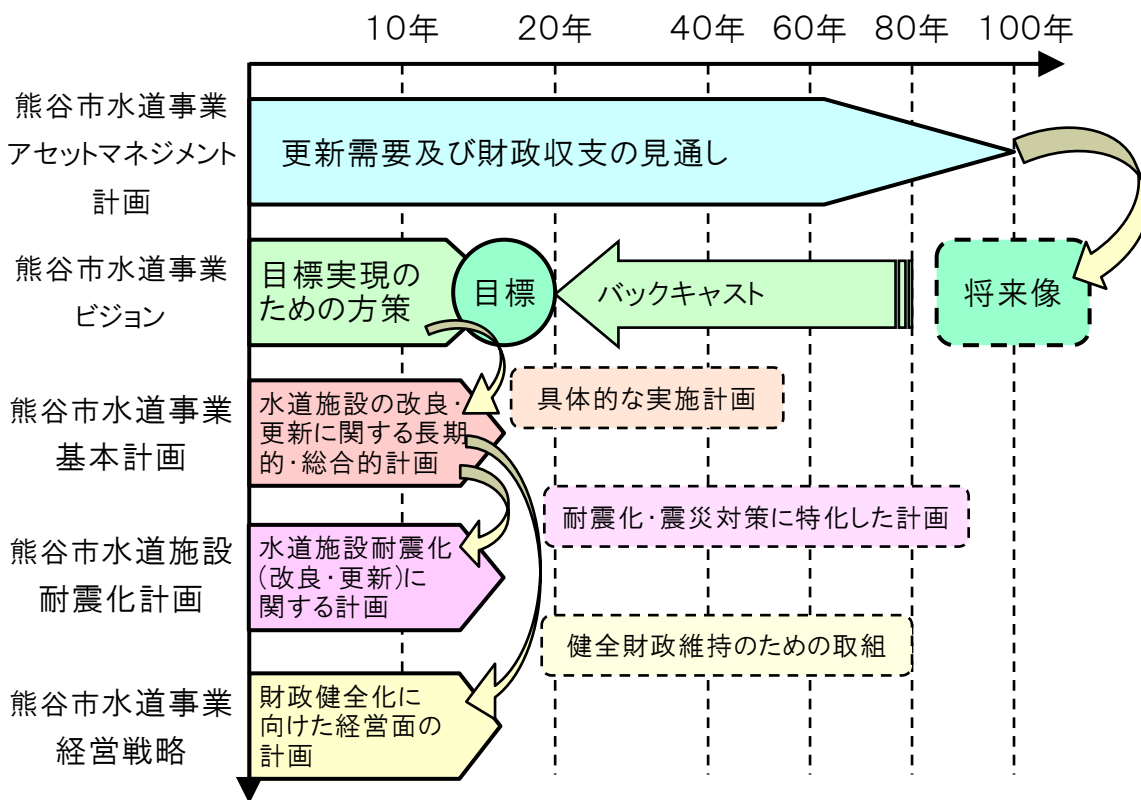 10年 20年 40年 60年 80年 100年
熊谷市水道事業
アセットマネジメント
計画
更新需要及び財政収支の見通し
熊谷市水道事業
ビジョン
目標実現の
ための方策
目標
バックキャスト
将来像
熊谷市水道事業
基本計画
水道施設の改良・
更新に関する長期
的・総合的計画
具体的な実施計画
熊谷市水道施設
耐震化計画
水道施設耐震化
(改良・更新)に
関する計画
耐震化・震災対策に特化した計画
熊谷市水道事業
経営戦略
財政健全化に
向けた経営面の
計画
健全財政維持のための取組